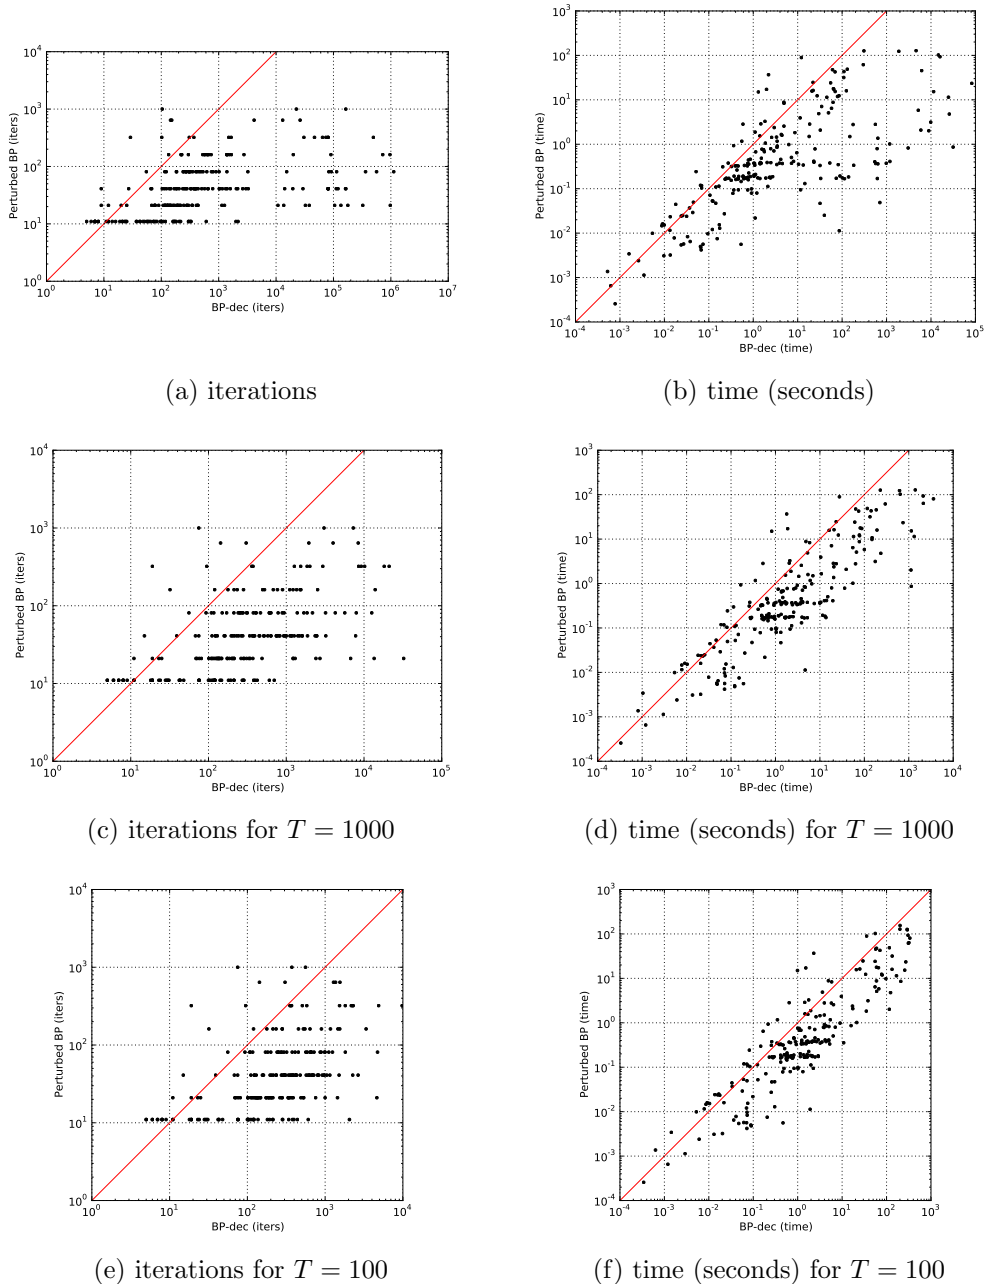 10^4
10^3
10^2
10^1
10^0
Perturbed BP (iters)
10^0 10^1 10^2 10^3 10^4 10^5 10^6 10^7
BP-dec (iters)
(a) iterations
10^3
10^2
10^1
10^0
10^-1
10^-2
10^-3
10^-4
Perturbed BP (time)
10^-4 10^-3 10^-2 10^-1 10^0 10^1 10^2 10^3 10^4 10^5
BP-dec (time)
(b) time (seconds)
10^4
10^3
10^2
10^1
10^0
Perturbed BP (iters)
10^0 10^1 10^2 10^3 10^4 10^5
BP-dec (iters)
(c) iterations for T = 1000
10^3
10^2
10^1
10^0
10^-1
10^-2
10^-3
10^-4
Perturbed BP (time)
10^-4 10^-3 10^-2 10^-1 10^0 10^1 10^2 10^3 10^4
BP-dec (time)
(d) time (seconds) for T = 1000
10^4
10^3
10^2
10^1
10^0
Perturbed BP (iters)
10^0 10^1 10^2 10^3 10^4
BP-dec (iters)
(e) iterations for T = 100
10^3
10^2
10^1
10^0
10^-1
10^-2
10^-3
10^-4
Perturbed BP (time)
10^-4 10^-3 10^-2 10^-1 10^0 10^1 10^2 10^3
BP-dec (time)
(f) time (seconds) for T = 100